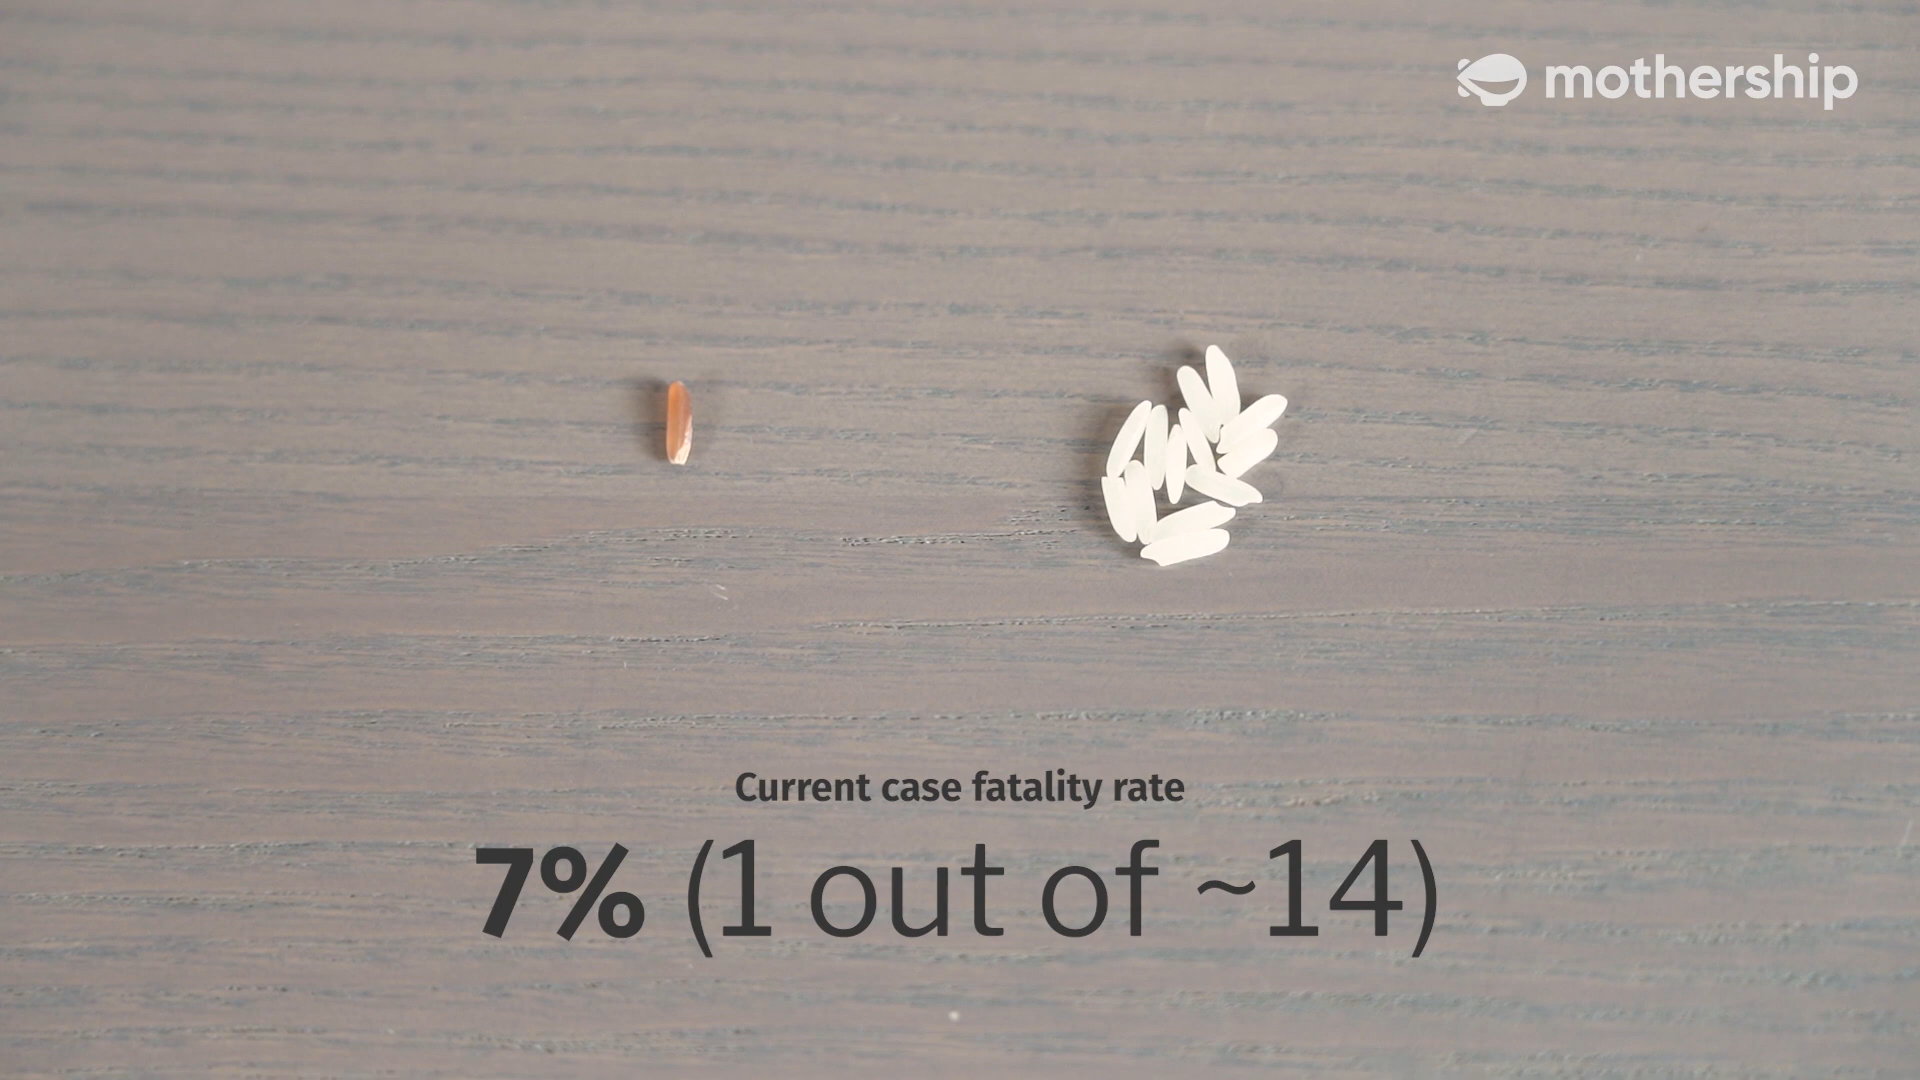 mothership
Current case fatality rate
7% (1 out of ~14)